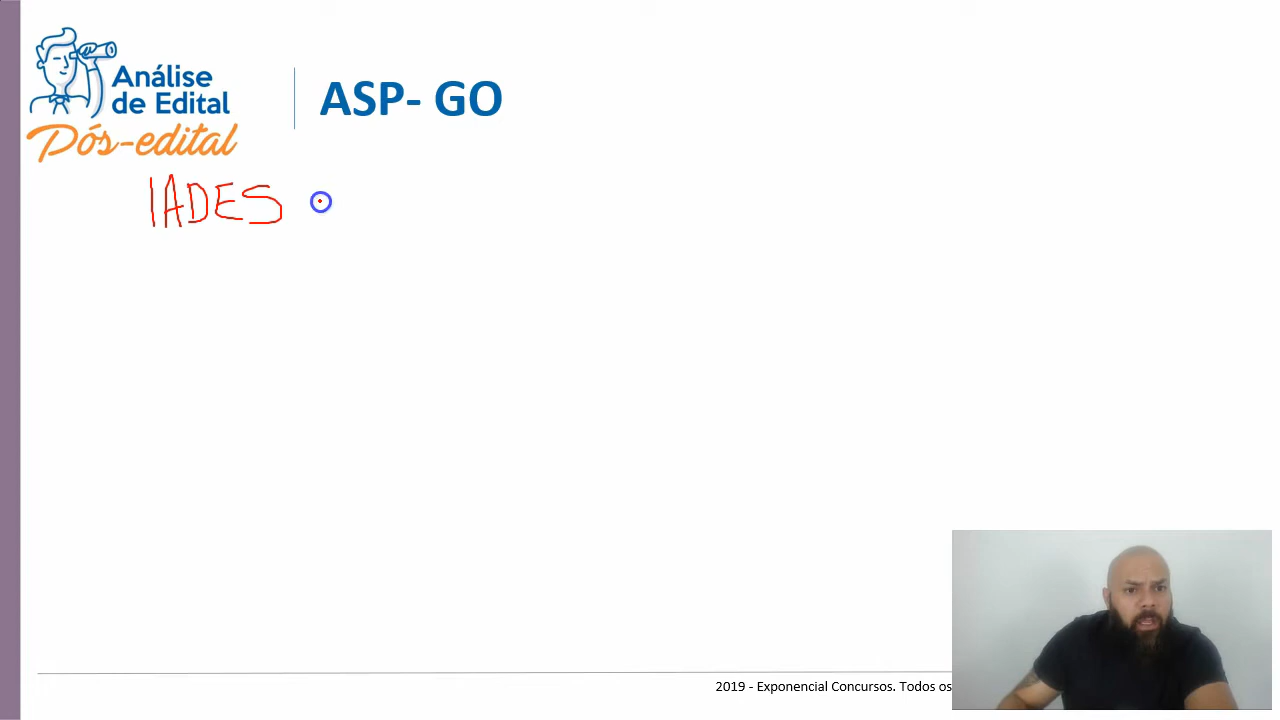 Análise
de Edital
Pós-edital
ASP- GO
IADES
2019 - Exponencial Concursos. Todos os